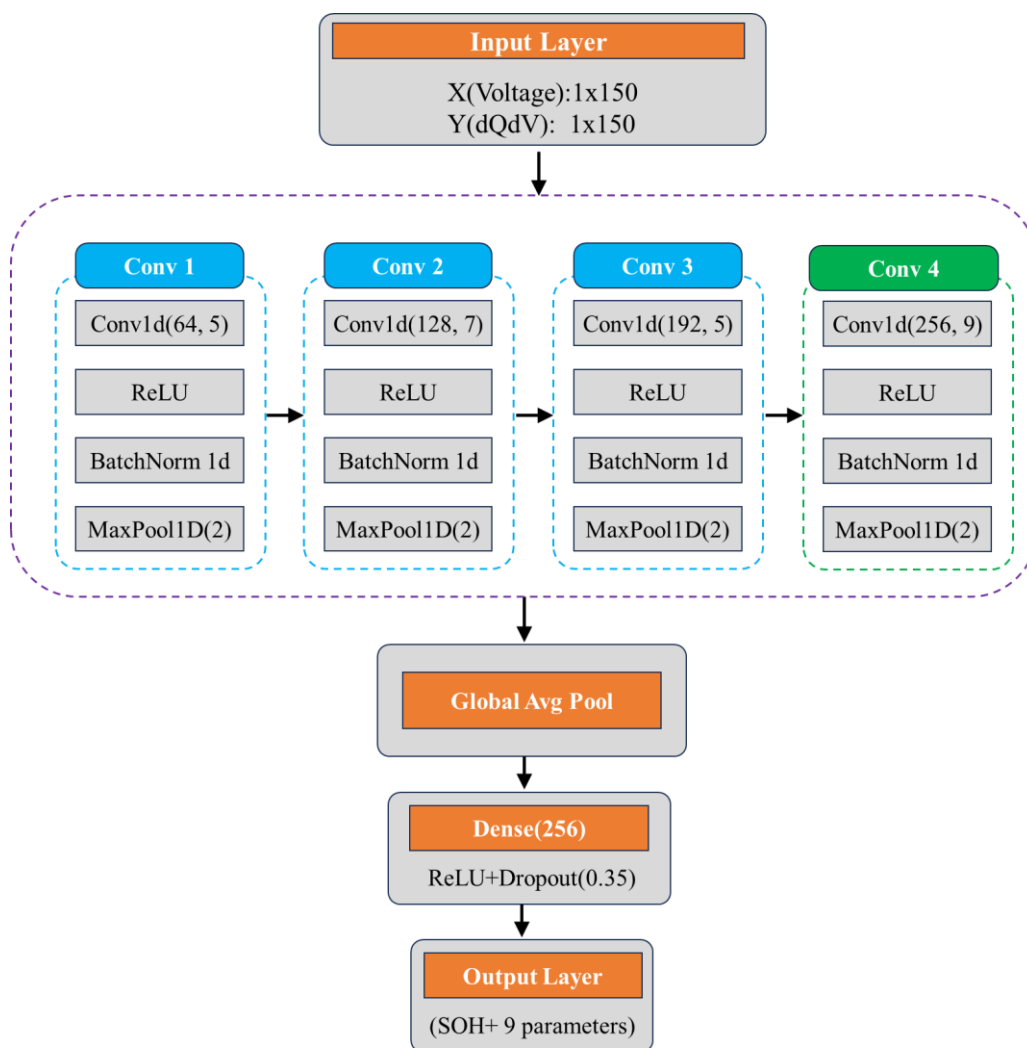 Input Layer
X(Voltage):1x150
Y(dQdV): 1x150
Conv 1
Conv1d(64, 5)
ReLU
BatchNorm 1d
MaxPool1D(2)
Conv 2
Conv1d(128, 7)
ReLU
BatchNorm 1d
MaxPool1D(2)
Conv 3
Conv1d(192, 5)
ReLU
BatchNorm 1d
MaxPool1D(2)
Conv 4
Conv1d(256, 9)
ReLU
BatchNorm 1d
MaxPool1D(2)
Global Avg Pool
Dense(256)
ReLU+Dropout(0.35)
Output Layer
(SOH+ 9 parameters)